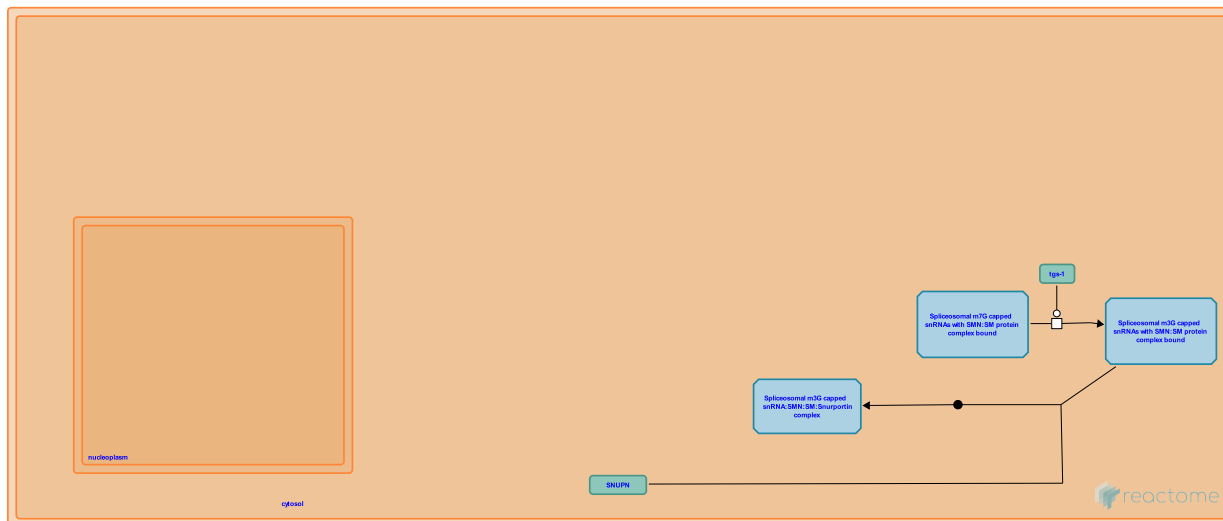 tgs-1
Spliceosomal m7G capped
snRNAs with SMN:SM protein
complex bound
Spliceosomal m3G capped
snRNAs with SMN:SM protein
complex bound
Spliceosomal m3G capped
snRNA:SMN:SM:Snurportin
complex
nucleoplasm
SNUPN
cytosol
reactome